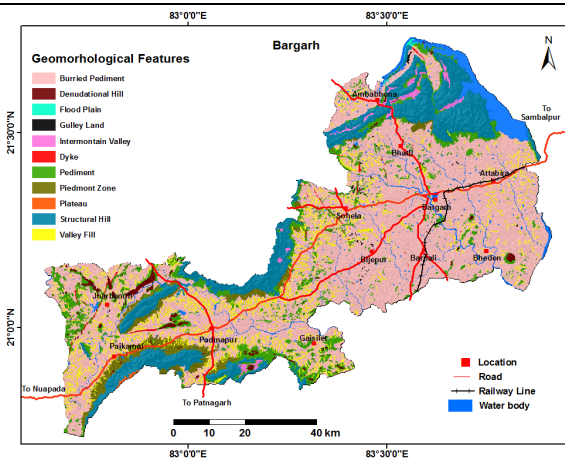 83°0'0"E
83°30'0"E
Bargarh
N
Geomorhological Features
Burried Pediment
Denudational Hill
Flood Plain
Gulley Land
Intermontain Valley
Dyke
Pediment
Piedmont Zone
Plateau
Structural Hill
Valley Fill
21°30'0"N
21°0'0"N
To
Sambalpur
Ambabhona
Bhatli
Attabira
Bargarh
Sohela
Bijepur
Barpali
Bheden
Jharbandh
Paikamal
Padmapur
Gaisilet
To Nuapada
To Patnagarh
Location
Road
Railway Line
Water body
0 10 20 40 km
83°0'0"E
83°30'0"E